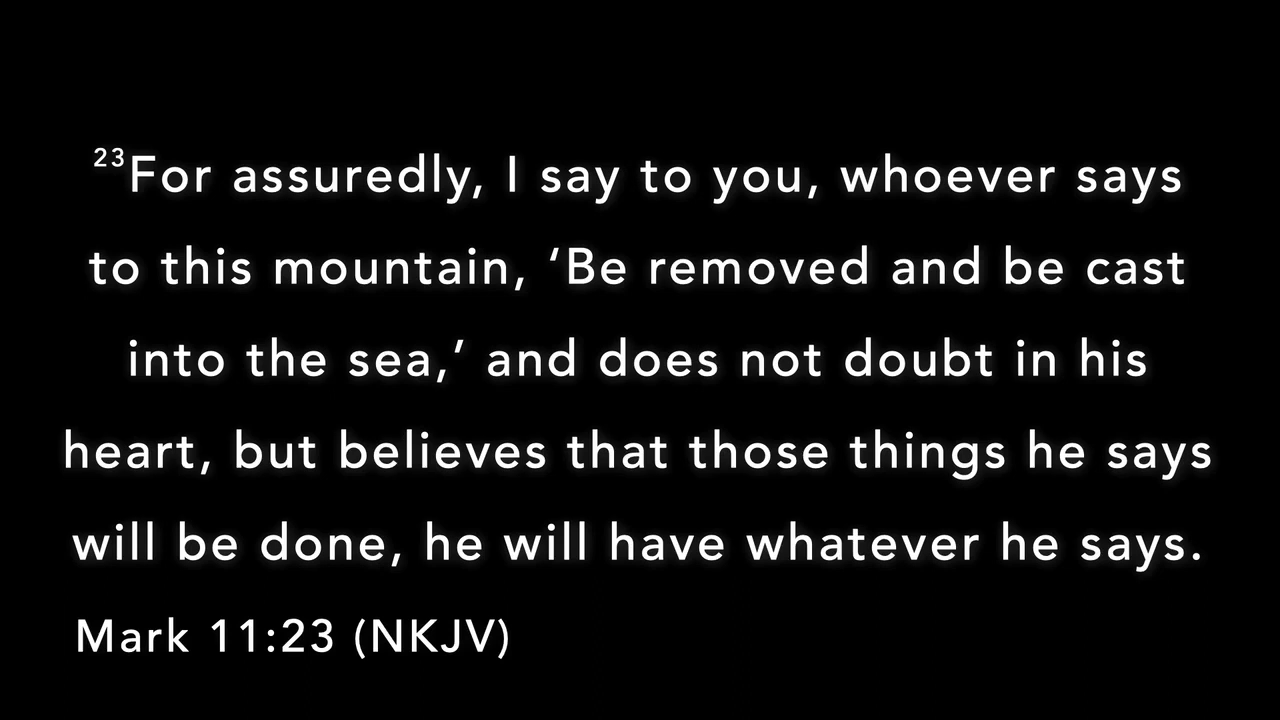 23For assuredly, I say to you, whoever says
to this mountain, ‘Be removed and be cast
into the sea,’ and does not doubt in his
heart, but believes that those things he says
will be done, he will have whatever he says.
Mark 11:23 (NKJV)